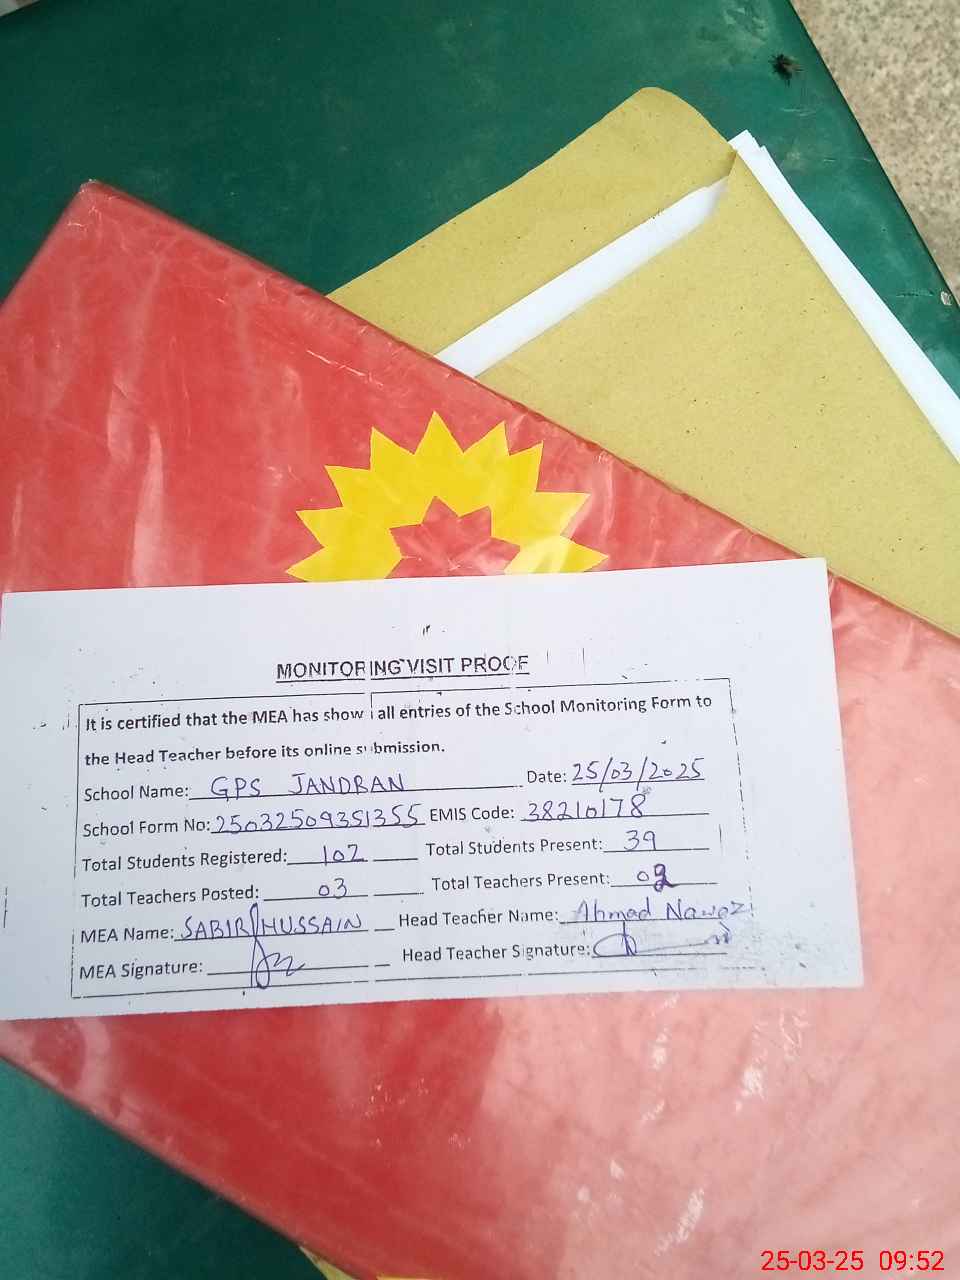 MONITORING VISIT PROOF
It is certified that the MEA has show all entries of the School Monitoring Form to
the Head Teacher before its online submission.
School Name: GPS JANDRAN Date: 25/03/2025
School Form No: 25032509351355 EMIS Code: 38210178
Total Students Registered: 102 Total Students Present: 39
Total Teachers Posted: 03 Total Teachers Present: 02
MEA Name: SABIR HUSSAIN Head Teacher Name: Ahmad Nawaz
MEA Signature: Head Teacher Signature:
25-03-25 09:52